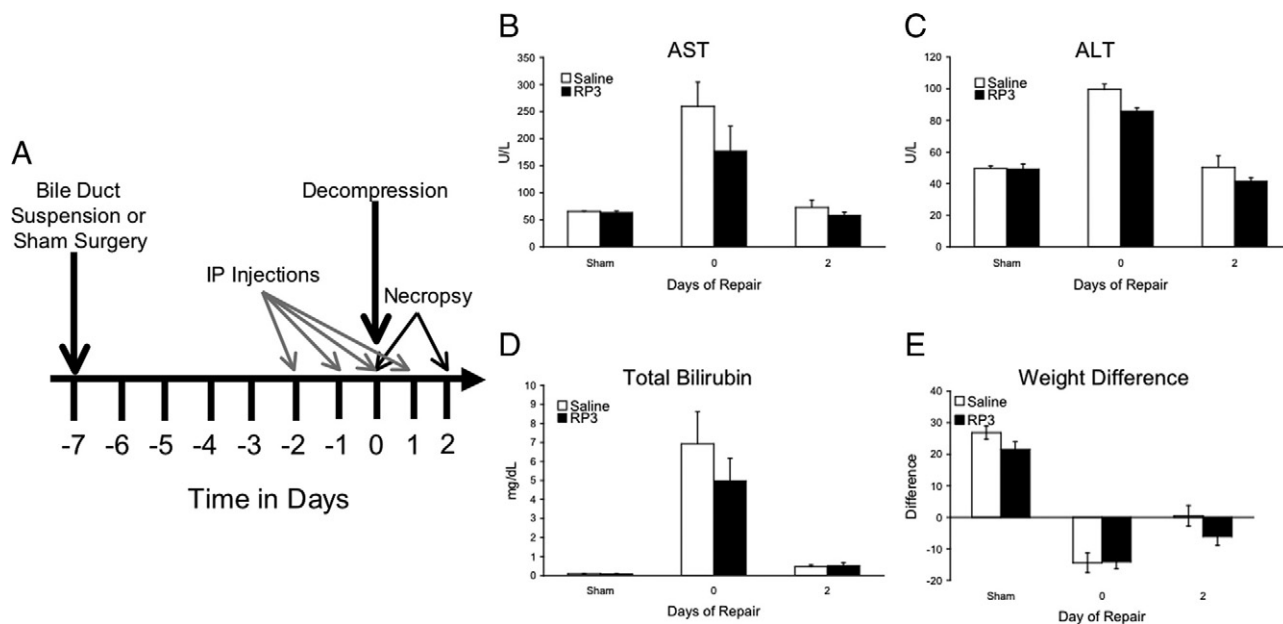 A
Bile Duct
Suspension or
Sham Surgery
Decompression
IP Injections
Necropsy
-7 -6 -5 -4 -3 -2 -1 0 1 2
Time in Days
B
AST
Saline
RP3
U/L
350
300
250
200
150
100
50
0
Sham 0 2
Days of Repair
C
ALT
Saline
RP3
U/L
120
100
80
60
40
20
0
Sham 0 2
Days of Repair
D
Total Bilirubin
Saline
RP3
mg/dL
10
9
8
7
6
5
4
3
2
1
0
Sham 0 2
Days of Repair
E
Weight Difference
Saline
RP3
Difference
40
30
20
10
0
-10
-20
Sham 0 2
Day of Repair